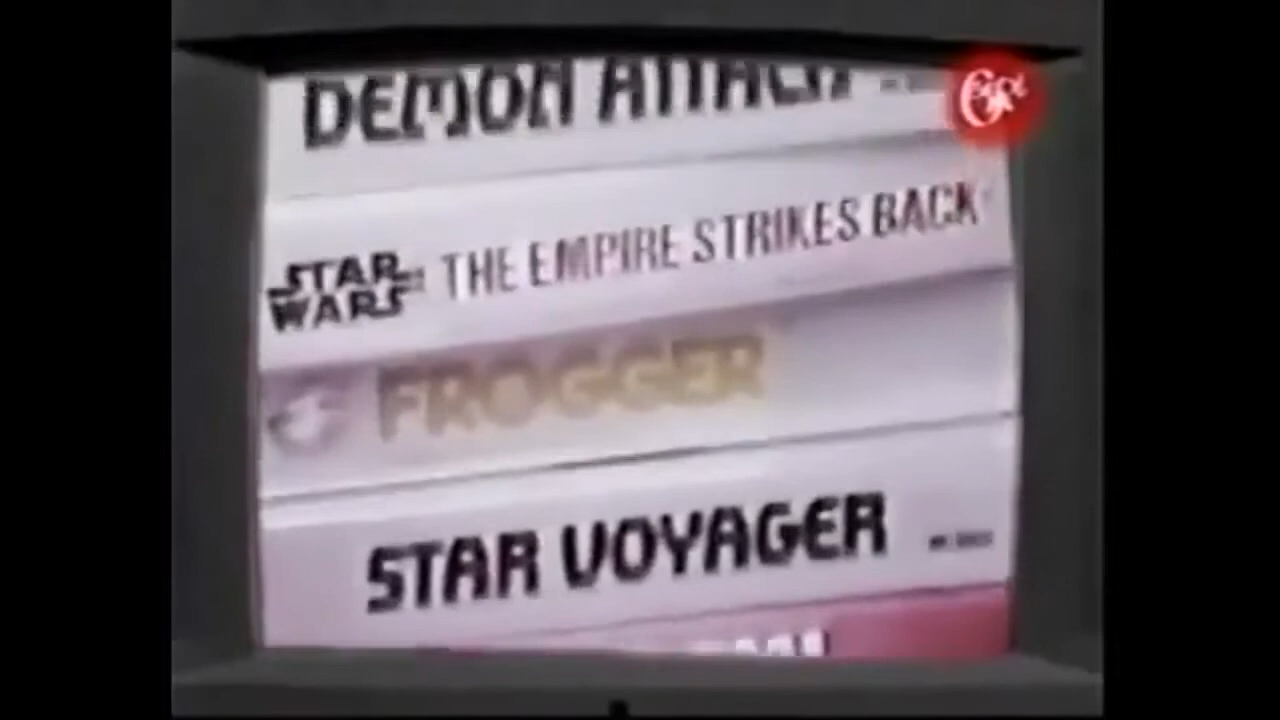 DEMON ATTACK
STAR WARS THE EMPIRE STRIKES BACK
FROGGER
STAR VOYAGER